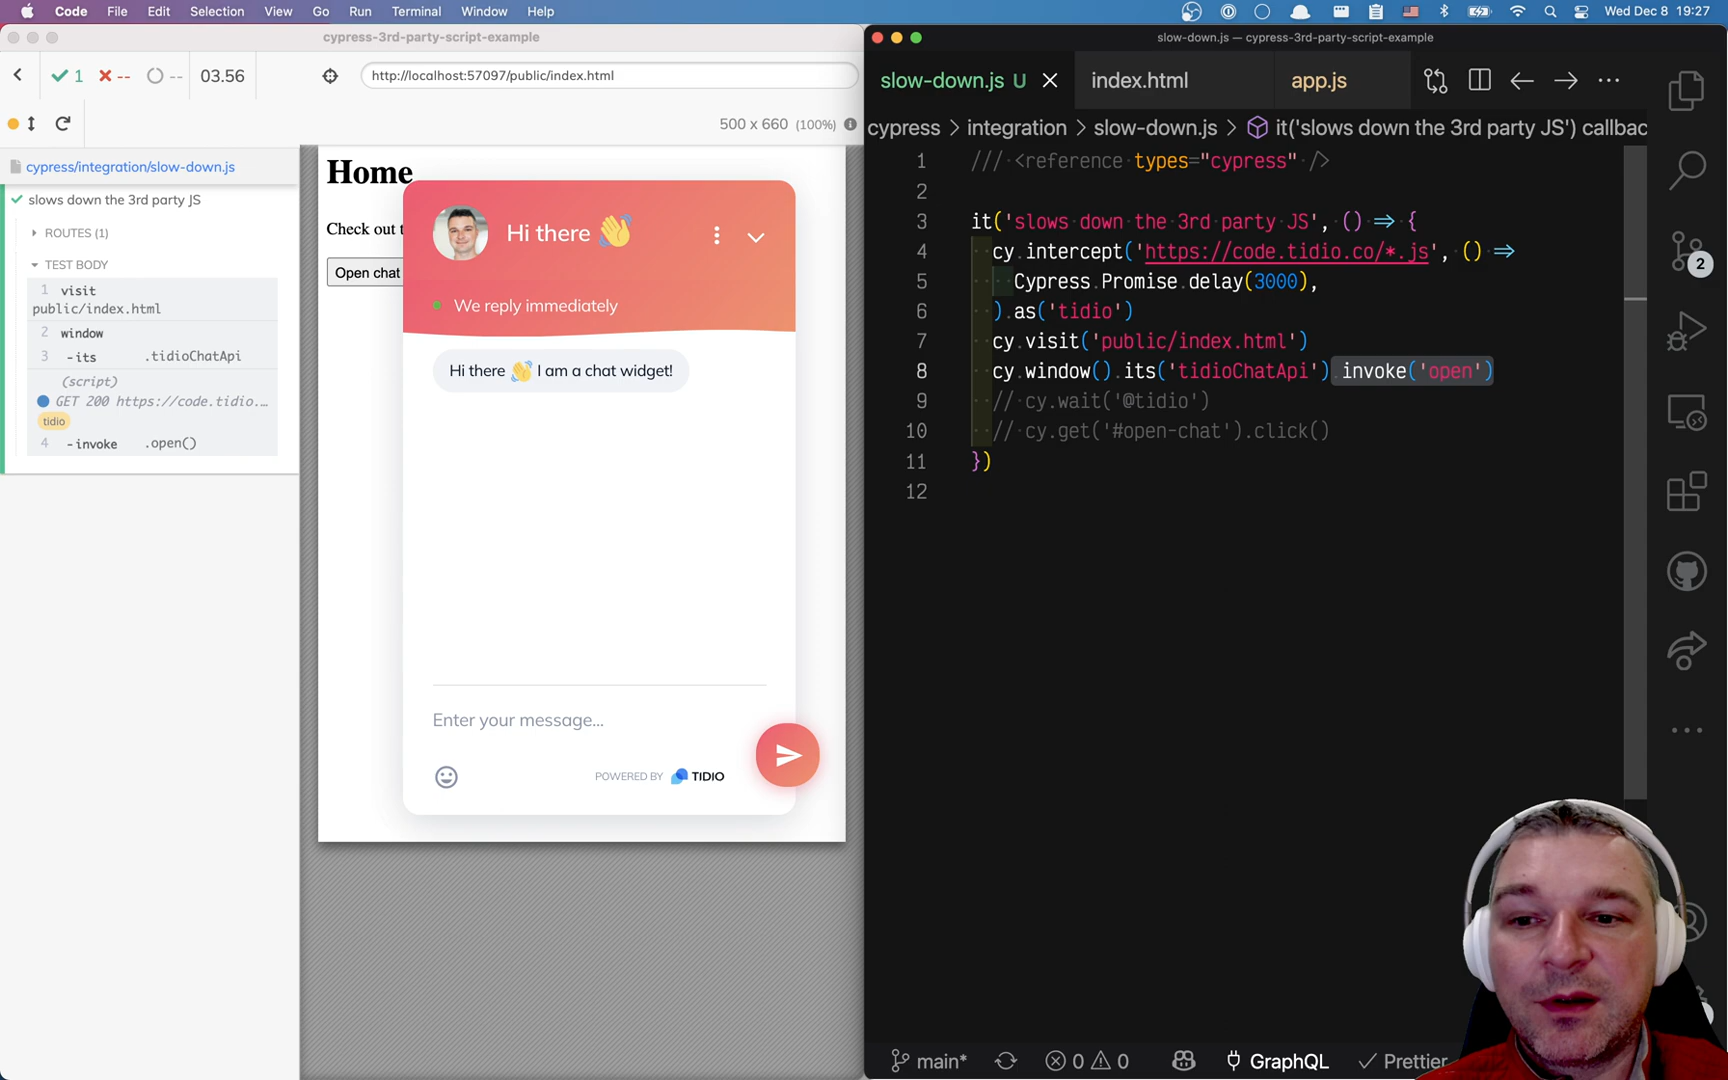 Code File Edit Selection View Go Run Terminal Window Help
Wed Dec 8 19:27
cypress-3rd-party-script-example
1 -- -- 03.56
http://localhost:57097/public/index.html
500 x 660 (100%)
cypress/integration/slow-down.js
slows down the 3rd party JS
ROUTES (1)
TEST BODY
1 visit
public/index.html
2 window
3 -its .tidioChatApi
(script)
GET 200 https://code.tidio.…
tidio
4 -invoke .open()
Home
Check out t
Open chat
Hi there 👋
We reply immediately
Hi there 👋 I am a chat widget!
Enter your message...
POWERED BY TIDIO
slow-down.js — cypress-3rd-party-script-example
slow-down.js U index.html app.js
cypress > integration > slow-down.js > it('slows down the 3rd party JS') callbac
1 /// <reference types="cypress" />
2
3 it('slows down the 3rd party JS', () => {
4 cy.intercept('https://code.tidio.co/*.js', () =>
5 Cypress.Promise.delay(3000),
6 ).as('tidio')
7 cy.visit('public/index.html')
8 cy.window().its('tidioChatApi').invoke('open')
9 // cy.wait('@tidio')
10 // cy.get('#open-chat').click()
11 })
12
2
main* 0 0 GraphQL Prettier